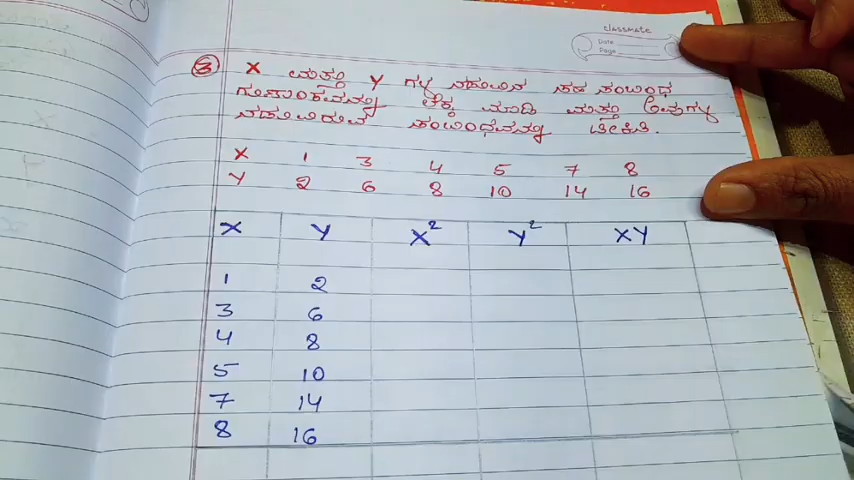 classmate
Date
Page
3 X ಮತ್ತು Y ಗಳ ನಡುವಿನ ಸಹ ಸಂಬಂಧ
ಗುಣಾಂಕವನ್ನು ಲೆಕ್ಕ ಮಾಡಿ ಮತ್ತು ಅವುಗಳ
ನಡುವಿರುವ ಸಂಬಂಧವನ್ನು ಟೀಕಿಸಿ.
X 1 3 4 5 7 8
Y 2 6 8 10 14 16
X Y X² Y² XY
1 2
3 6
4 8
5 10
7 14
8 16